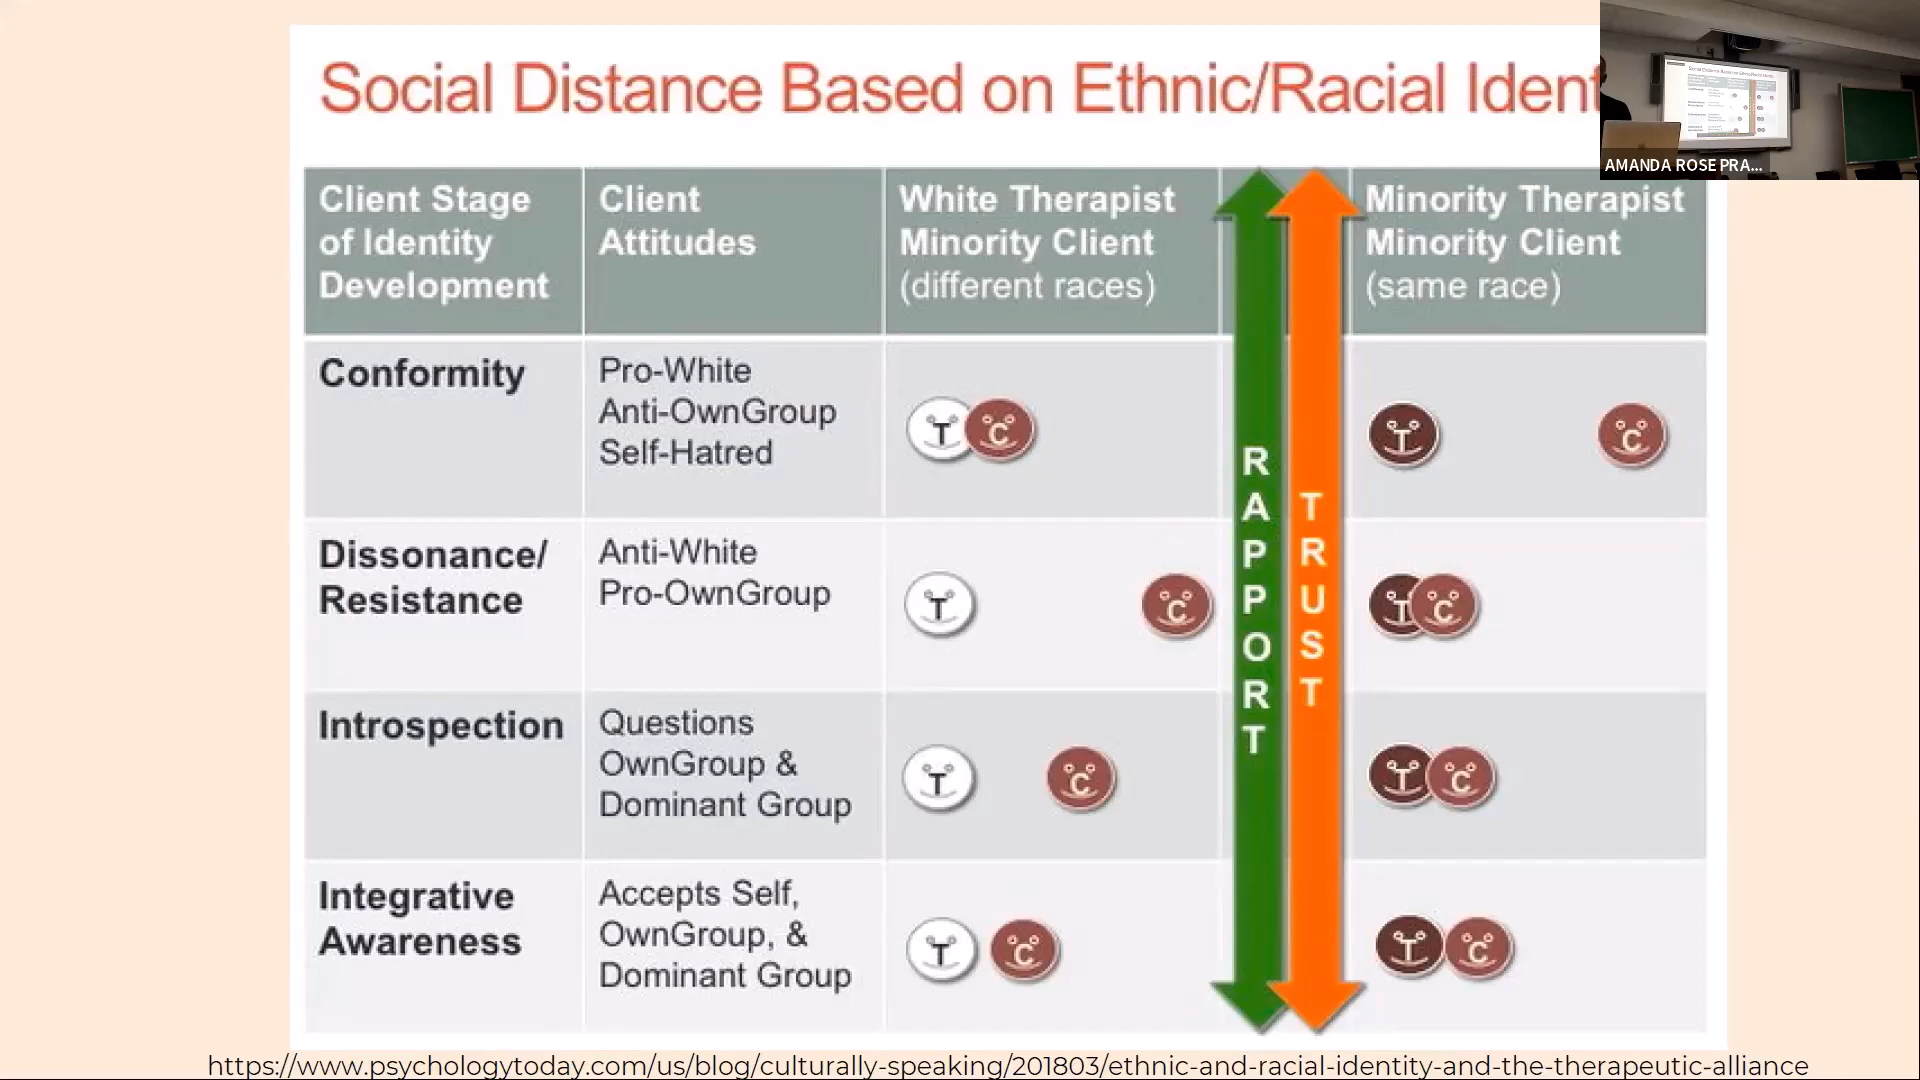 Social Distance Based on Ethnic/Racial Ident
AMANDA ROSE PRA...
Client Stage
of Identity
Development
Client
Attitudes
White Therapist
Minority Client
(different races)
Minority Therapist
Minority Client
(same race)
Conformity
Pro-White
Anti-OwnGroup
Self-Hatred
T
C
T
C
Dissonance/
Resistance
Anti-White
Pro-OwnGroup
T
C
T
C
Introspection
Questions
OwnGroup &
Dominant Group
T
C
T
C
Integrative
Awareness
Accepts Self,
OwnGroup, &
Dominant Group
T
C
T
C
RAPPORT
TRUST
https://www.psychologytoday.com/us/blog/culturally-speaking/201803/ethnic-and-racial-identity-and-the-therapeutic-alliance